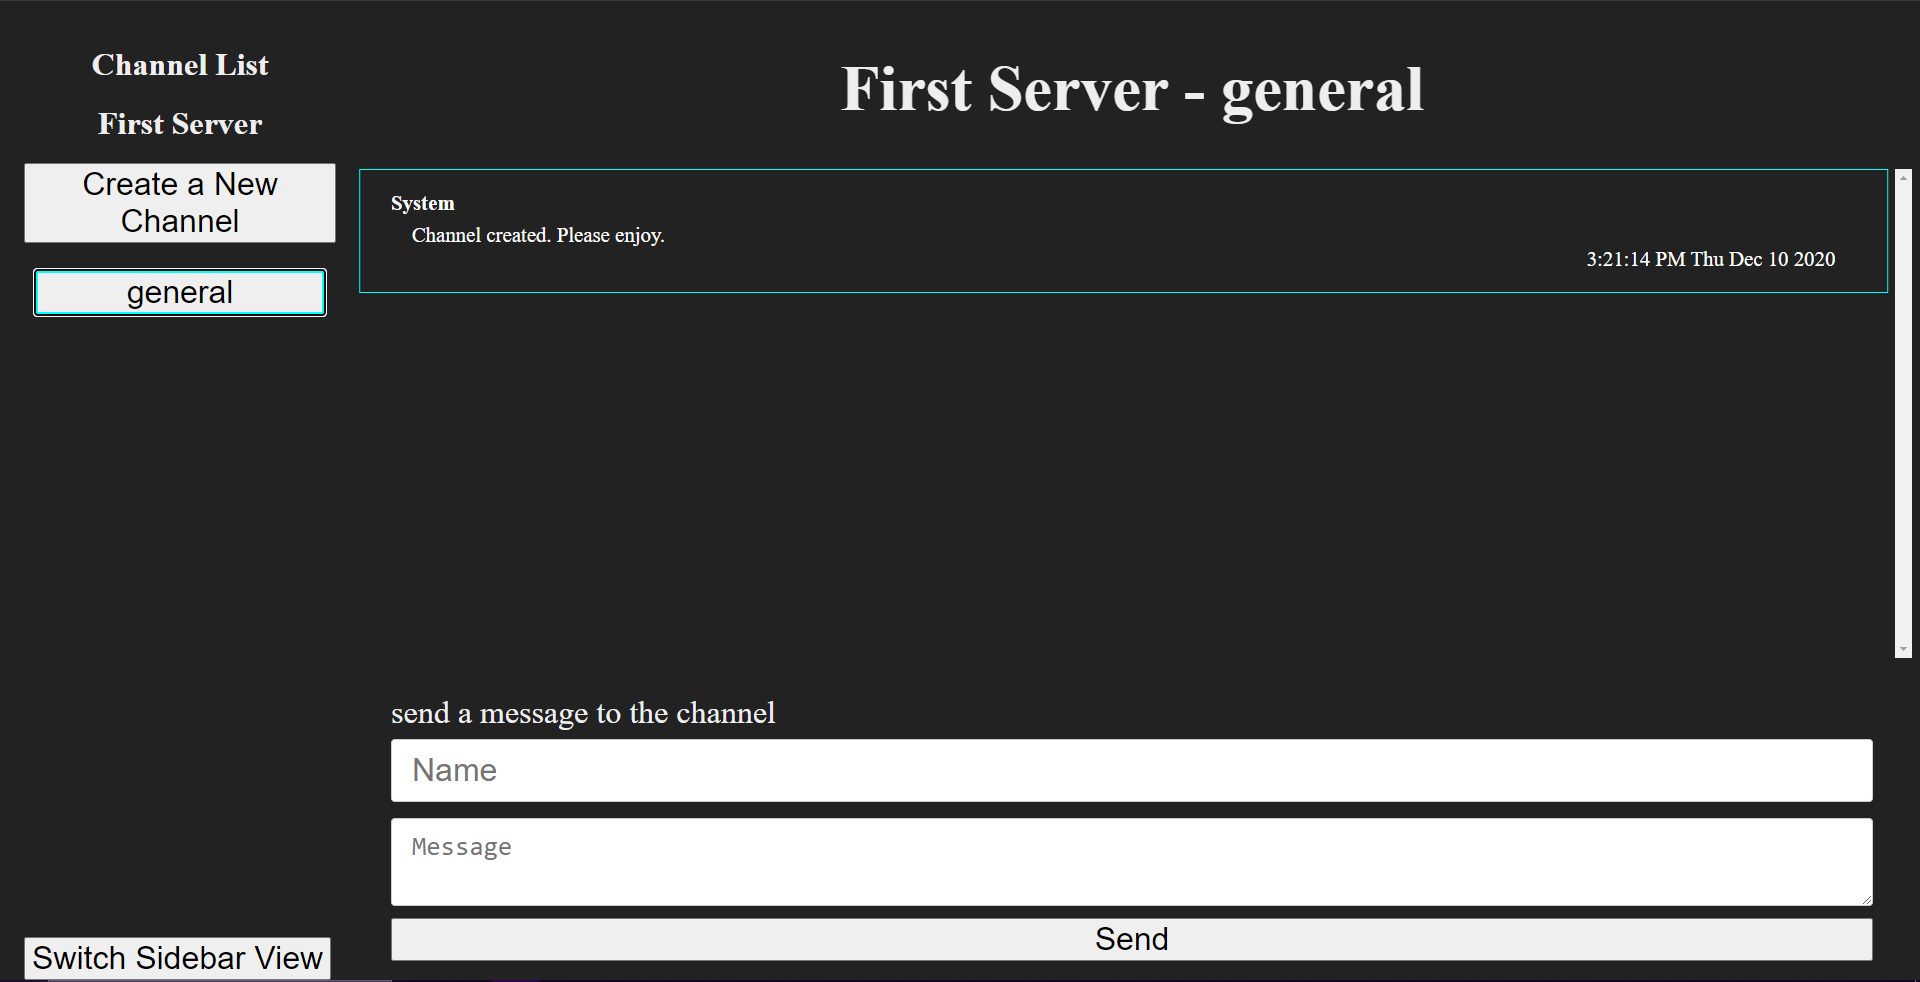 Channel List
First Server
Create a New
Channel
general
Switch Sidebar View
First Server - general
System
Channel created. Please enjoy.
3:21:14 PM Thu Dec 10 2020
send a message to the channel
Name
Message
Send